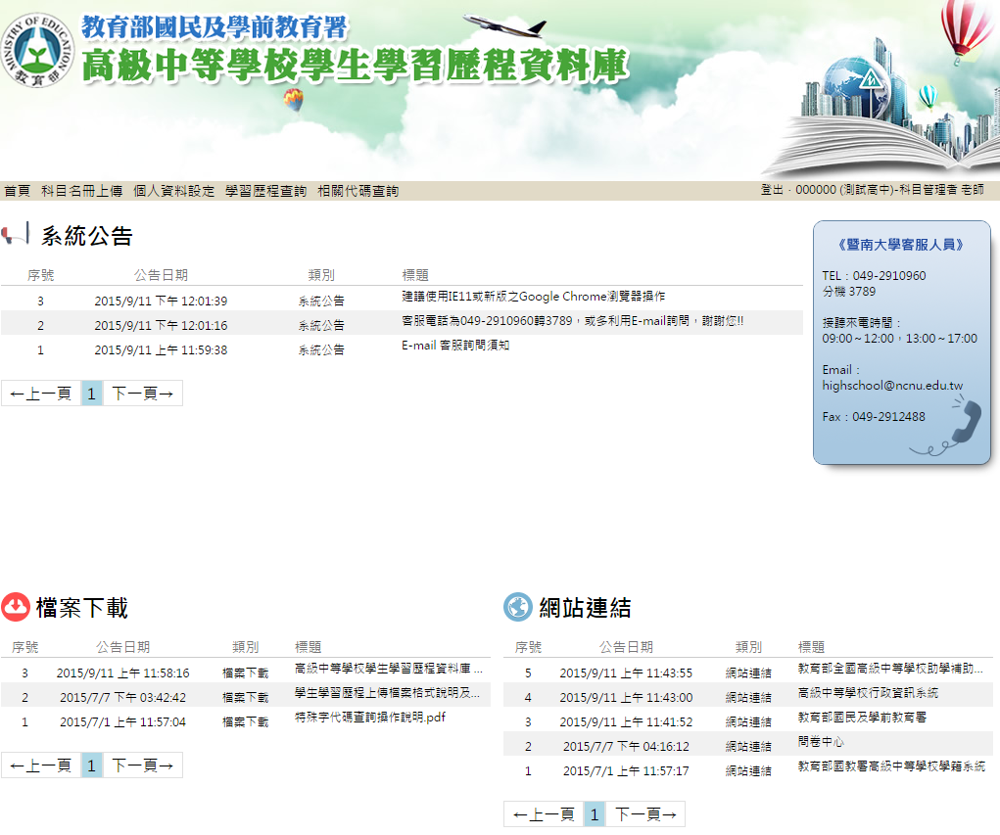 MINISTRY OF EDUCATION
教育部
教育部國民及學前教育署
高級中等學校學生學習歷程資料庫
首頁 科目名冊上傳 個人資料設定 學習歷程查詢 相關代碼查詢
登出 · 000000 (測試高中)-科目管理者 老師
系統公告
序號 公告日期 類別 標題
3 2015/9/11 下午 12:01:39 系統公告 建議使用IE11或新版之Google Chrome瀏覽器操作
2 2015/9/11 下午 12:01:16 系統公告 客服電話為049-2910960轉3789，或多利用E-mail詢問，謝謝您!!
1 2015/9/11 上午 11:59:38 系統公告 E-mail 客服詢問須知
←上一頁 1 下一頁→
《暨南大學客服人員》
TEL：049-2910960
分機 3789
接聽來電時間：
09:00～12:00，13:00～17:00
Email：
highschool@ncnu.edu.tw
Fax：049-2912488
檔案下載
序號 公告日期 類別 標題
3 2015/9/11 上午 11:58:16 檔案下載 高級中等學校學生學習歷程資料庫 ...
2 2015/7/7 下午 03:42:42 檔案下載 學生學習歷程上傳檔案格式說明及...
1 2015/7/1 上午 11:57:04 檔案下載 特殊字代碼查詢操作說明.pdf
←上一頁 1 下一頁→
網站連結
序號 公告日期 類別 標題
5 2015/9/11 上午 11:43:55 網站連結 教育部全國高級中等學校助學補助...
4 2015/9/11 上午 11:43:00 網站連結 高級中等學校行政資訊系統
3 2015/9/11 上午 11:41:52 網站連結 教育部國民及學前教育署
2 2015/7/7 下午 04:16:12 網站連結 問卷中心
1 2015/7/1 上午 11:57:17 網站連結 教育部國教署高級中等學校學籍系統
←上一頁 1 下一頁→